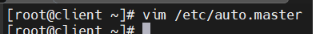 [root@client ~]# vim /etc/auto.master
[root@client ~]#